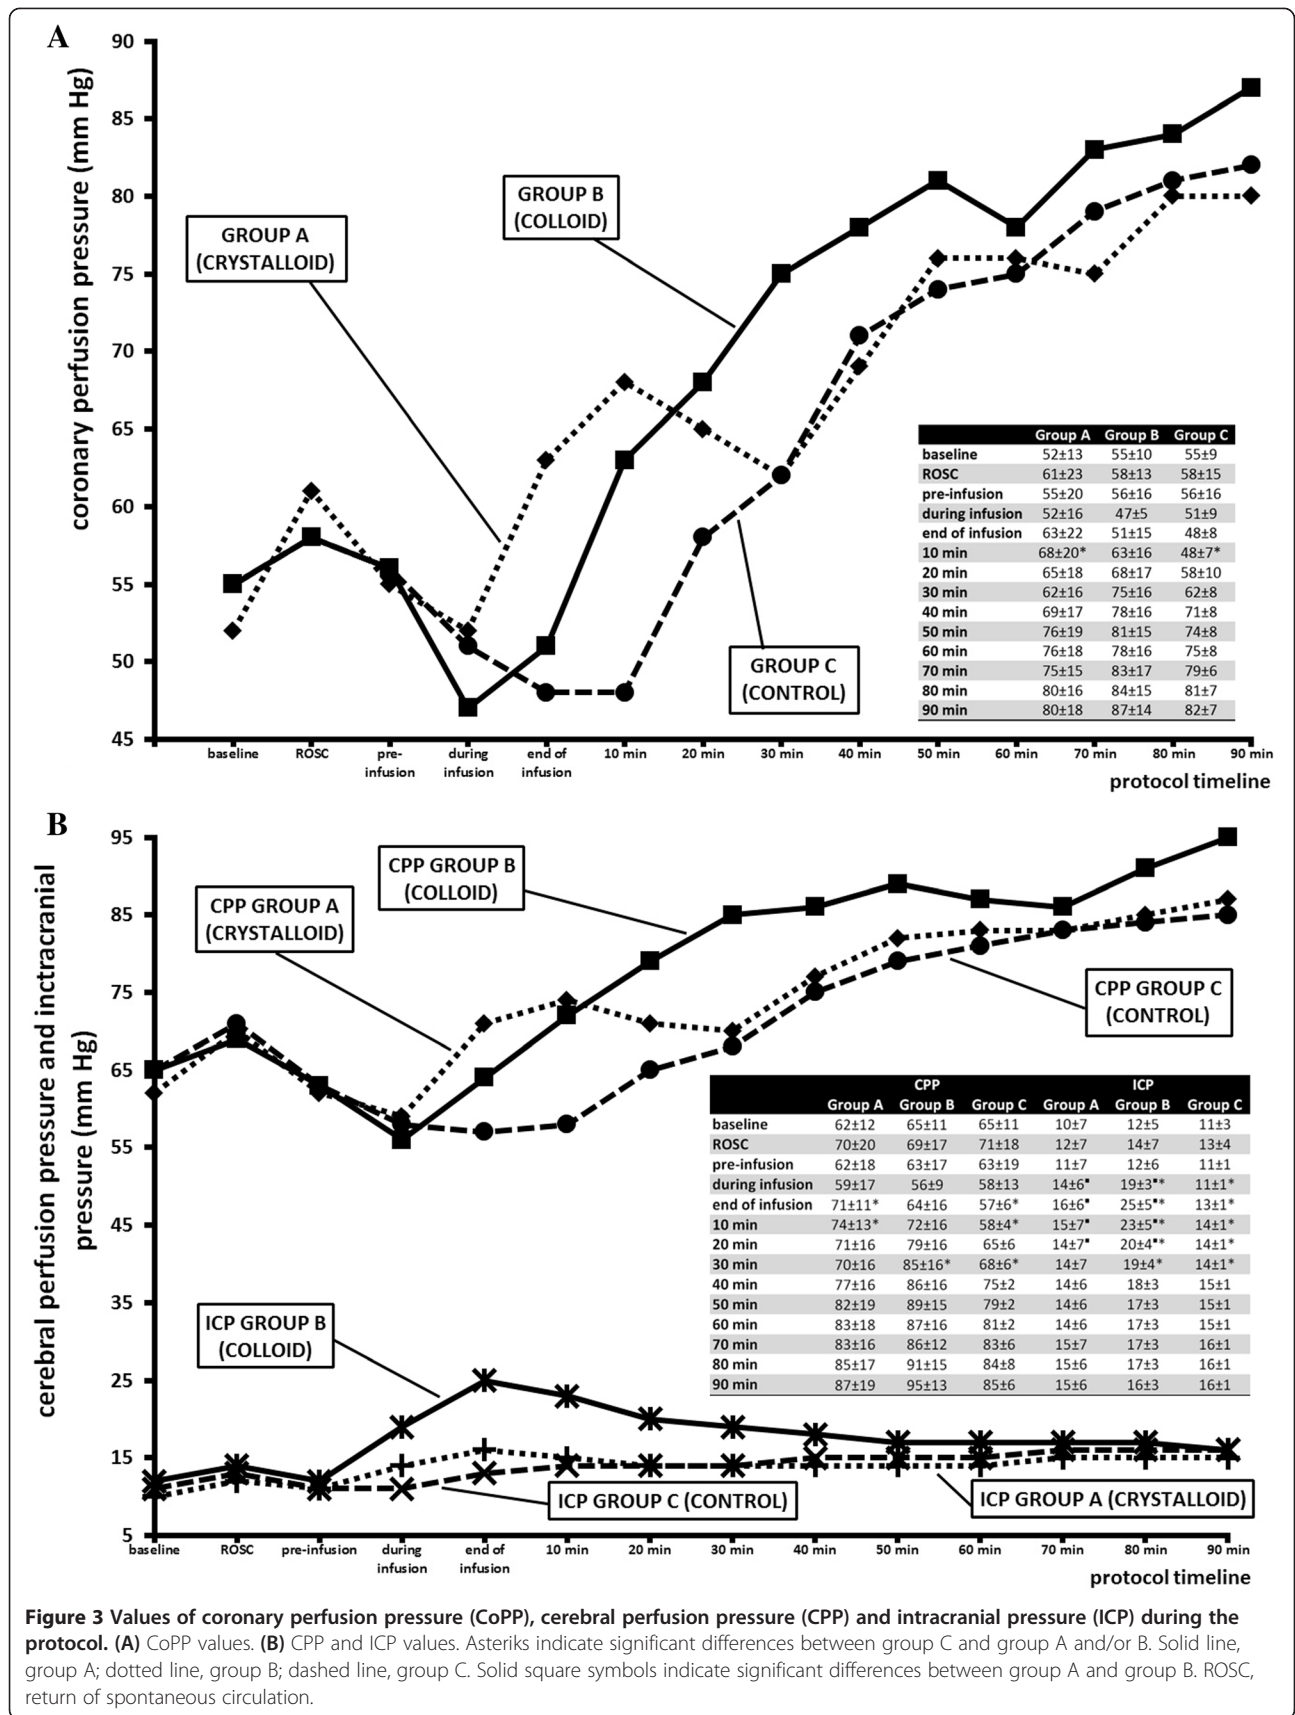 A
coronary perfusion pressure (mm Hg)
90
85
80
75
70
65
60
55
50
45
GROUP A
(CRYSTALLOID)
GROUP B
(COLLOID)
GROUP C
(CONTROL)
Group A Group B Group C
baseline 52±13 55±10 55±9
ROSC 61±23 58±13 58±15
pre-infusion 55±20 56±16 56±16
during infusion 52±16 47±5 51±9
end of infusion 63±22 51±15 48±8
10 min 68±20* 63±16 48±7*
20 min 65±18 68±17 58±10
30 min 62±16 75±16 62±8
40 min 69±17 78±16 71±8
50 min 76±19 81±15 74±8
60 min 76±18 78±16 75±8
70 min 75±15 83±17 79±6
80 min 80±16 84±15 81±7
90 min 80±18 87±14 82±7
baseline ROSC pre- during end of 10 min 20 min 30 min 40 min 50 min 60 min 70 min 80 min 90 min
infusion infusion infusion
protocol timeline
B
cerebral perfusion pressure and inctracranial
pressure (mm Hg)
95
85
75
65
55
45
35
25
15
5
CPP GROUP B
(COLLOID)
CPP GROUP A
(CRYSTALLOID)
CPP GROUP C
(CONTROL)
CPP ICP
Group A Group B Group C Group A Group B Group C
baseline 62±12 65±11 65±11 10±7 12±5 11±3
ROSC 70±20 69±17 71±18 12±7 14±7 13±4
pre-infusion 62±18 63±17 63±19 11±7 12±6 11±1
during infusion 59±17 56±9 58±13 14±6▪ 19±3▪* 11±1*
end of infusion 71±11* 64±16 57±6* 16±6▪ 25±5▪* 13±1*
10 min 74±13* 72±16 58±4* 15±7▪ 23±5▪* 14±1*
20 min 71±16 79±16 65±6 14±7▪ 20±4▪* 14±1*
30 min 70±16 85±16* 68±6* 14±7 19±4* 14±1*
40 min 77±16 86±16 75±2 14±6 18±3 15±1
50 min 82±19 89±15 79±2 14±6 17±3 15±1
60 min 83±18 87±16 81±2 14±6 17±3 15±1
70 min 83±16 86±12 83±6 15±7 17±3 16±1
80 min 85±17 91±15 84±8 15±6 17±3 16±1
90 min 87±19 95±13 85±6 15±6 16±3 16±1
ICP GROUP B
(COLLOID)
ICP GROUP C (CONTROL)
ICP GROUP A (CRYSTALLOID)
baseline ROSC pre-infusion during end of 10 min 20 min 30 min 40 min 50 min 60 min 70 min 80 min 90 min
infusion infusion
protocol timeline
Figure 3 Values of coronary perfusion pressure (CoPP), cerebral perfusion pressure (CPP) and intracranial pressure (ICP) during the
protocol. (A) CoPP values. (B) CPP and ICP values. Asteriks indicate significant differences between group C and group A and/or B. Solid line,
group A; dotted line, group B; dashed line, group C. Solid square symbols indicate significant differences between group A and group B. ROSC,
return of spontaneous circulation.